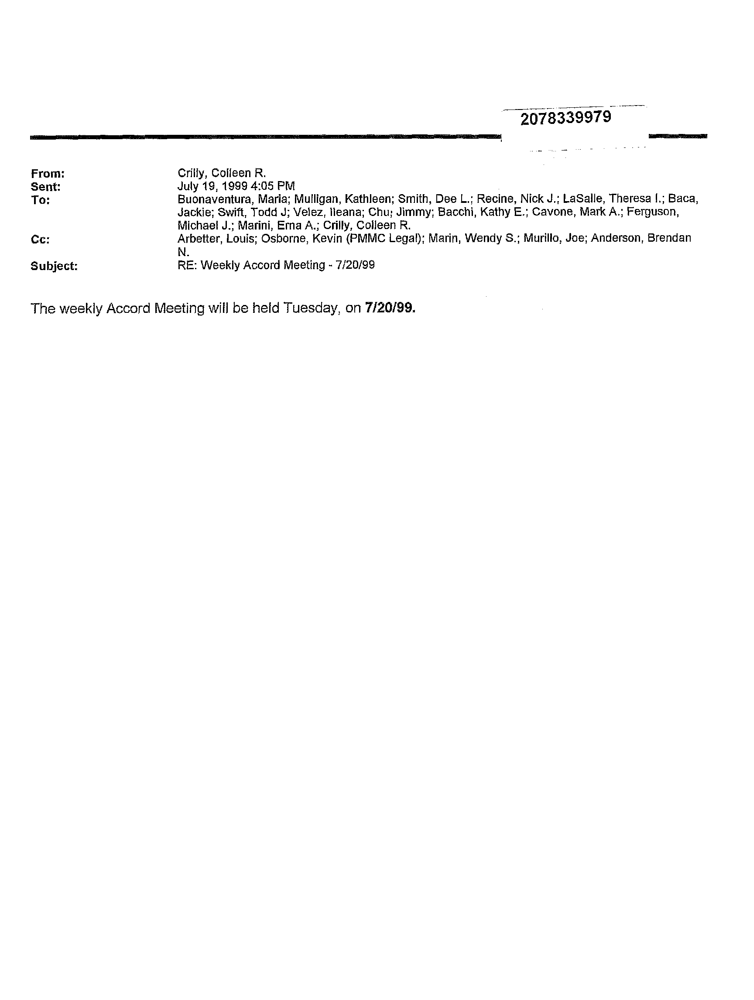 2078339979
From: Crilly, Colleen R.
Sent: July 19, 1999 4:05 PM
To: Buonaventura, Maria; Mulligan, Kathleen; Smith, Dee L.; Recine, Nick J.; LaSalle, Theresa I.; Baca,
Jackie; Swift, Todd J; Velez, Ileana; Chu, Jimmy; Bacchi, Kathy E.; Cavone, Mark A.; Ferguson,
Michael J.; Marini, Erna A.; Crilly, Colleen R.
Cc: Arbetter, Louis; Osborne, Kevin (PMMC Legal); Marin, Wendy S.; Murillo, Joe; Anderson, Brendan
N.
Subject: RE: Weekly Accord Meeting - 7/20/99
The weekly Accord Meeting will be held Tuesday, on 7/20/99.